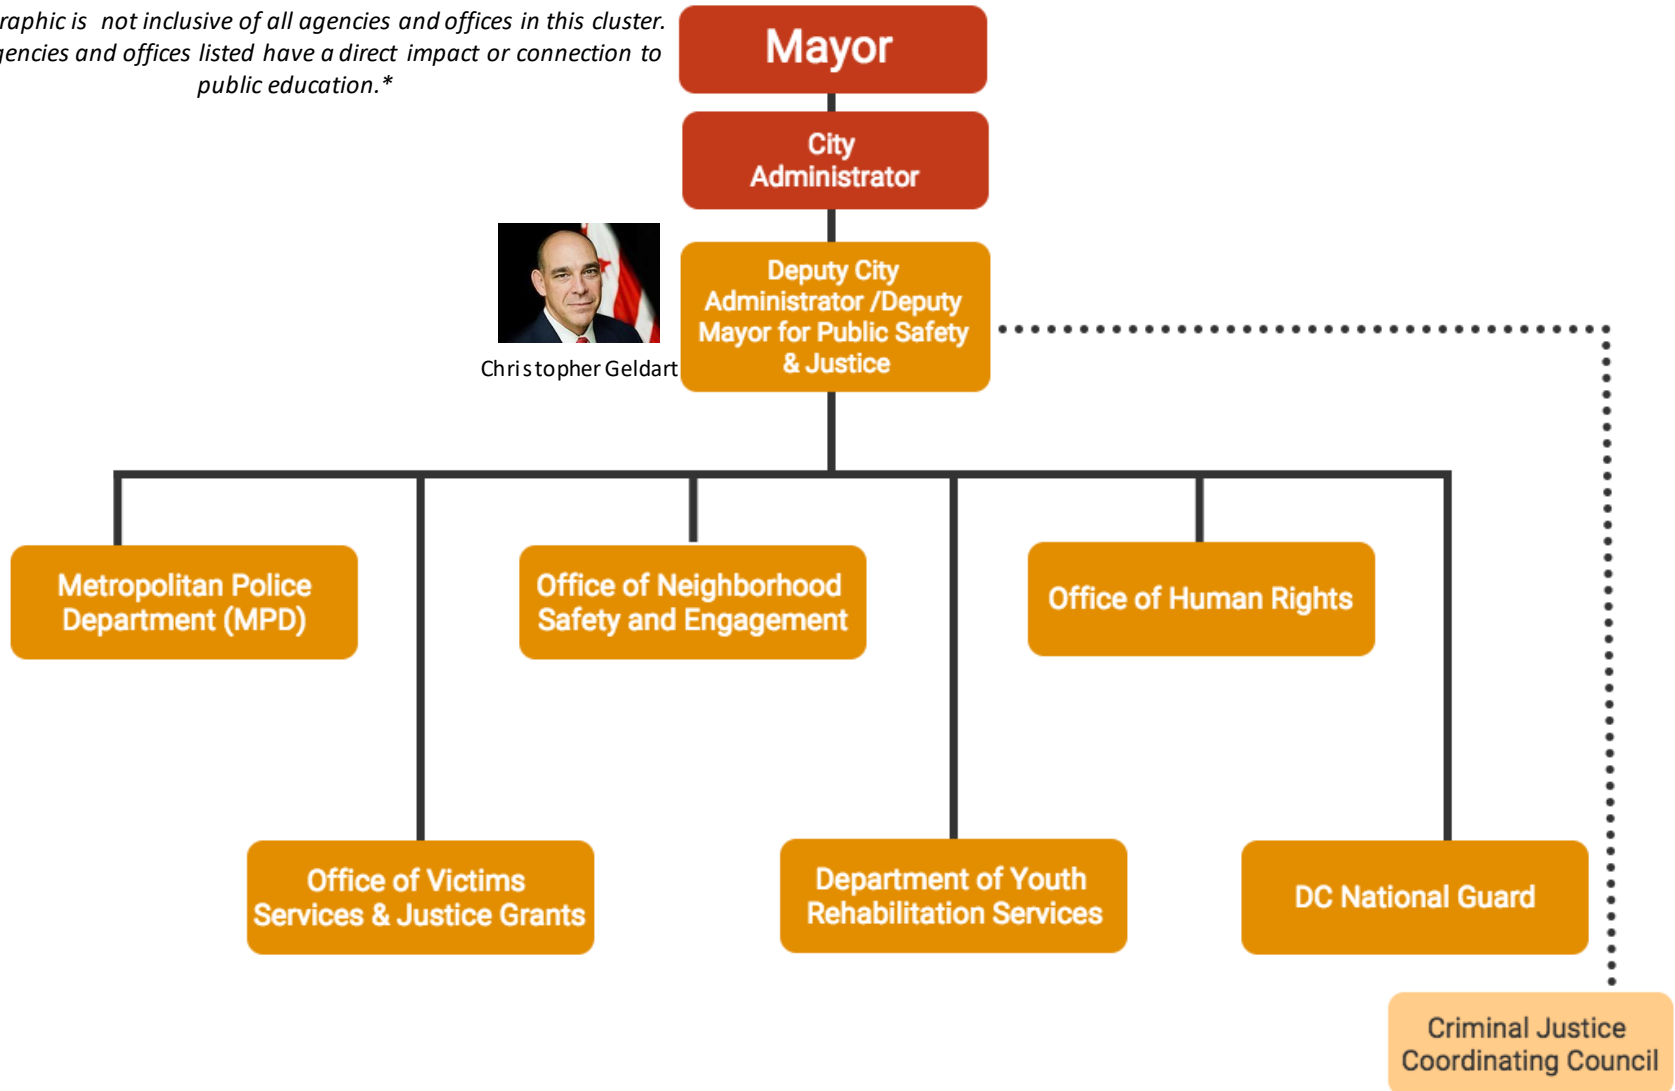 raphic is not inclusive of all agencies and offices in this cluster.
gencies and offices listed have a direct impact or connection to
public education.*
Mayor
City
Administrator
Deputy City
Administrator /Deputy
Mayor for Public Safety
& Justice
Christopher Geldart
Metropolitan Police
Department (MPD)
Office of Neighborhood
Safety and Engagement
Office of Human Rights
Office of Victims
Services & Justice Grants
Department of Youth
Rehabilitation Services
DC National Guard
Criminal Justice
Coordinating Council